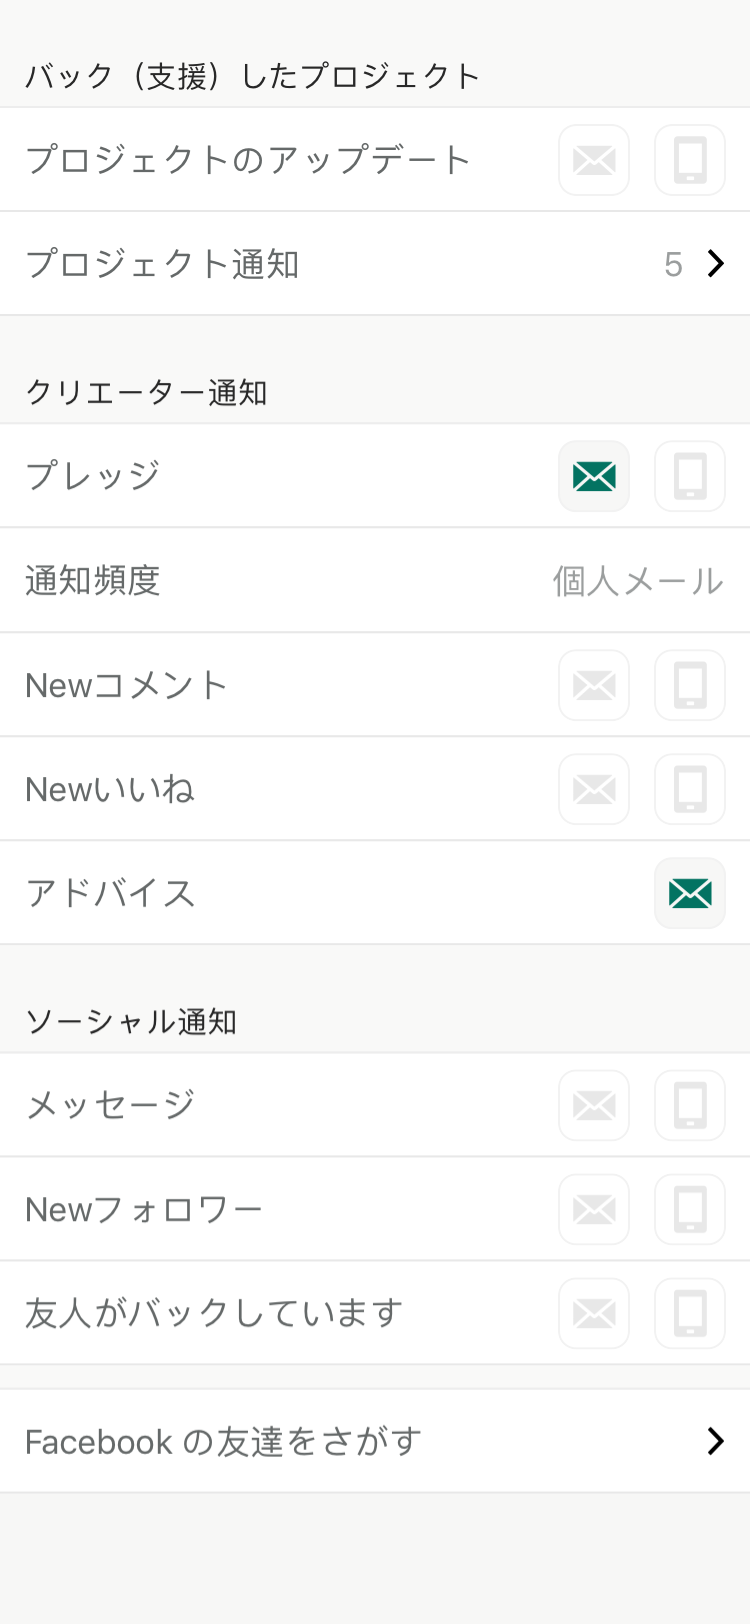 バック（支援）したプロジェクト
プロジェクトのアップデート
プロジェクト通知 5
クリエーター通知
プレッジ
通知頻度 個人メール
Newコメント
Newいいね
アドバイス
ソーシャル通知
メッセージ
Newフォロワー
友人がバックしています
Facebook の友達をさがす